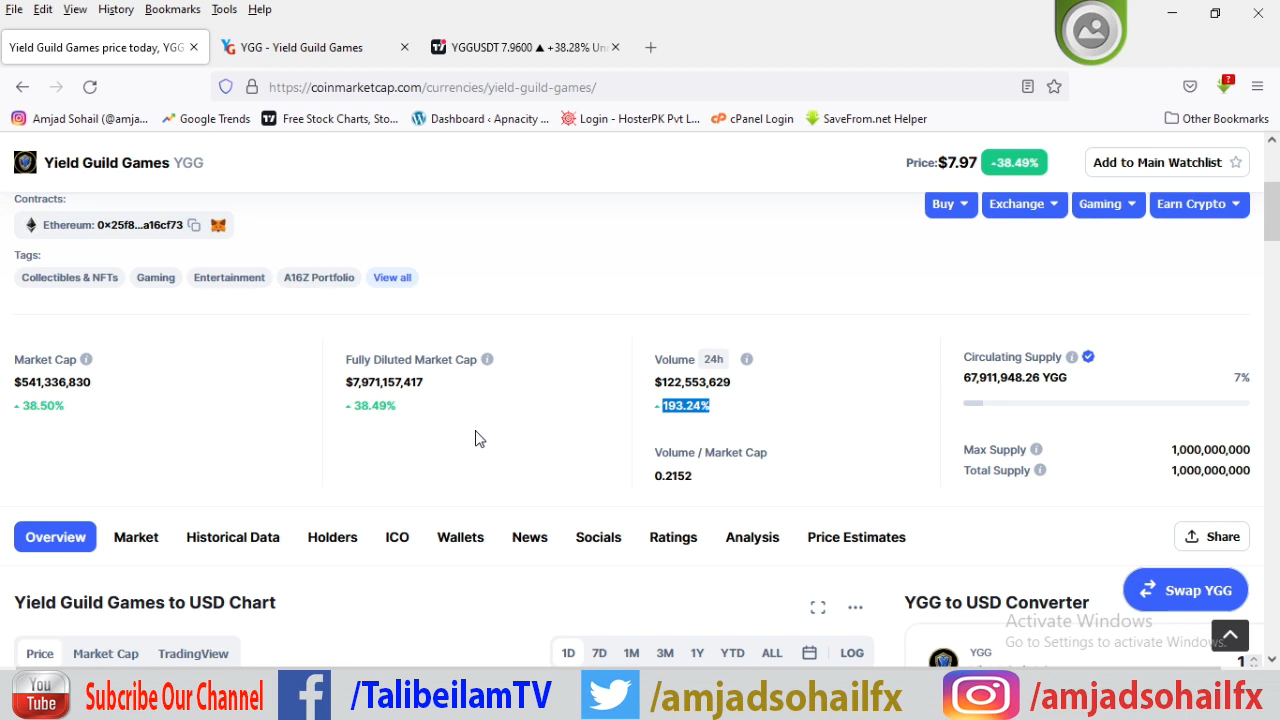 File Edit View History Bookmarks Tools Help
Yield Guild Games price today, YGG
YGG - Yield Guild Games
YGGUSDT 7.9600 ▲ +38.28% Un
https://coinmarketcap.com/currencies/yield-guild-games/
Amjad Sohail (@amja...
Google Trends
Free Stock Charts, Sto...
Dashboard ‹ Apnacity ...
Login - HosterPK Pvt L...
cPanel Login
SaveFrom.net Helper
Other Bookmarks
Yield Guild Games YGG
Price:$7.97 38.49%
Add to Main Watchlist
Contracts:
Ethereum: 0x25f8...a16cf73
Buy Exchange Gaming Earn Crypto
Tags:
Collectibles & NFTs Gaming Entertainment A16Z Portfolio View all
Market Cap
$541,336,830
38.50%
Fully Diluted Market Cap
$7,971,157,417
38.49%
Volume 24h
$122,553,629
193.24%
Volume / Market Cap
0.2152
Circulating Supply
67,911,948.26 YGG 7%
Max Supply 1,000,000,000
Total Supply 1,000,000,000
Overview Market Historical Data Holders ICO Wallets News Socials Ratings Analysis Price Estimates
Share
Yield Guild Games to USD Chart
YGG to USD Converter
Swap YGG
Activate Windows
Go to Settings to activate Windows.
Price Market Cap TradingView
1D 7D 1M 3M 1Y YTD ALL LOG
YGG
1
You
Tube
Subcribe Our Channel
/TalibeilamTV
/amjadsohailfx
/amjadsohailfx